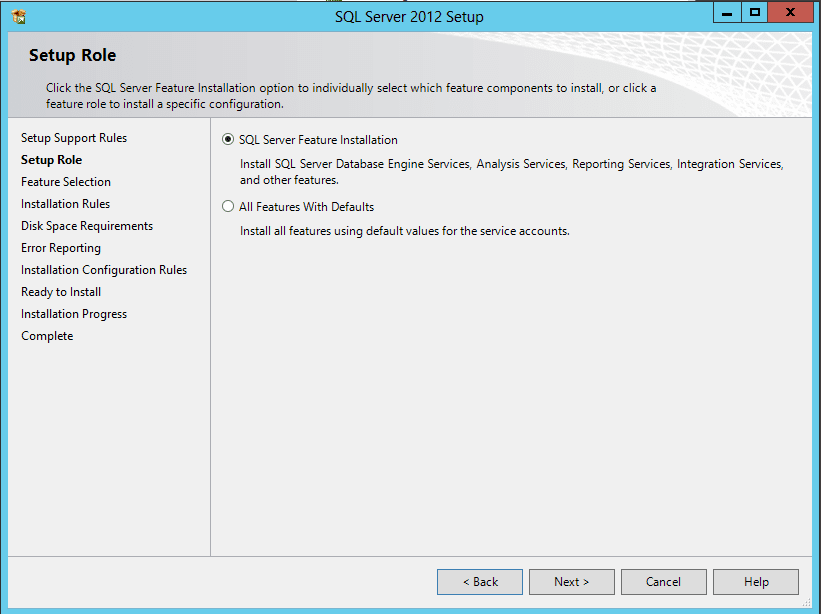 SQL Server 2012 Setup
Setup Role
Click the SQL Server Feature Installation option to individually select which feature components to install, or click a
feature role to install a specific configuration.
Setup Support Rules
Setup Role
Feature Selection
Installation Rules
Disk Space Requirements
Error Reporting
Installation Configuration Rules
Ready to Install
Installation Progress
Complete
SQL Server Feature Installation
Install SQL Server Database Engine Services, Analysis Services, Reporting Services, Integration Services,
and other features.
All Features With Defaults
Install all features using default values for the service accounts.
< Back
Next >
Cancel
Help